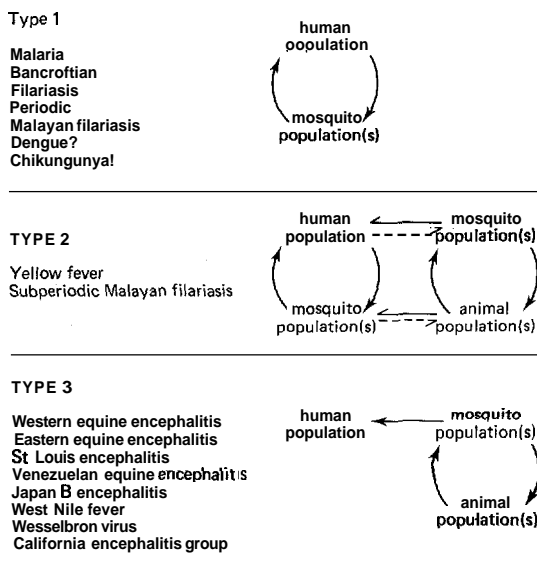 Type 1
Malaria
Bancroftian
Filariasis
Periodic
Malayan filariasis
Dengue?
Chikungunya!
human
population
mosquito
population(s)
TYPE 2
Yellow fever
Subperiodic Malayan filariasis
human
population
mosquito
population(s)
mosquito
population(s)
animal
population(s)
TYPE 3
Western equine encephalitis
Eastern equine encephalitis
St Louis encephalitis
Venezuelan equine encephalitis
Japan B encephalitis
West Nile fever
Wesselbron virus
California encephalitis group
human
population
mosquito
population(s)
animal
population(s)